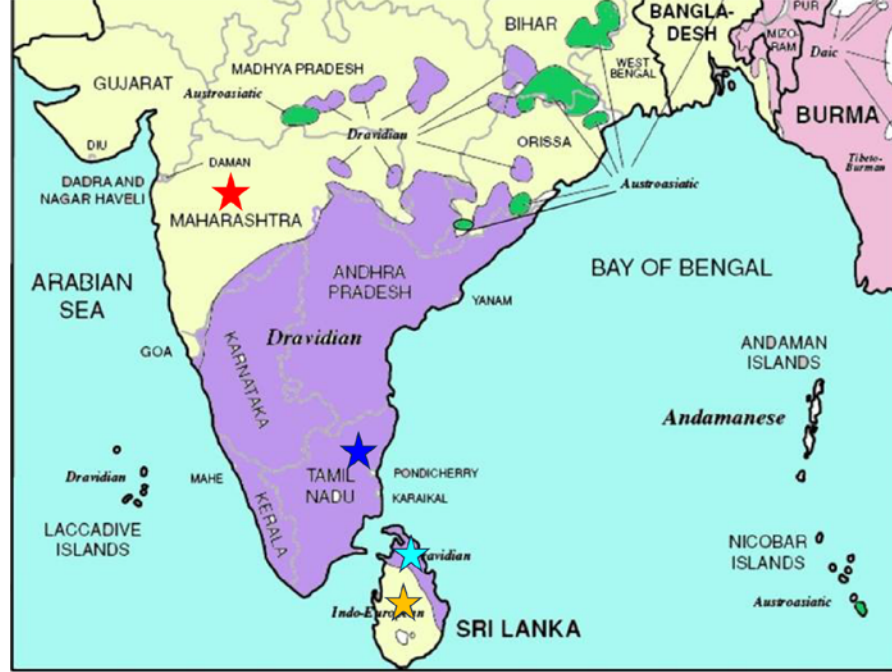 BIHAR
BANGLA-
DESH
PUR
MIZO-
RAM
Daic
GUJARAT
MADHYA PRADESH
WEST
BENGAL
Austroasiatic
BURMA
Dravidian
ORISSA
DIU
DAMAN
Tibeto-
Burman
DADRA AND
NAGAR HAVELI
Austroasiatic
MAHARASHTRA
ARABIAN
SEA
ANDHRA
PRADESH
BAY OF BENGAL
YANAM
Dravidian
GOA
KARNATAKA
ANDAMAN
ISLANDS
Andamanese
Dravidian
MAHE
TAMIL
NADU
PONDICHERRY
KARAIKAL
KERALA
LACCADIVE
ISLANDS
NICOBAR
ISLANDS
Austroasiatic
SRI LANKA